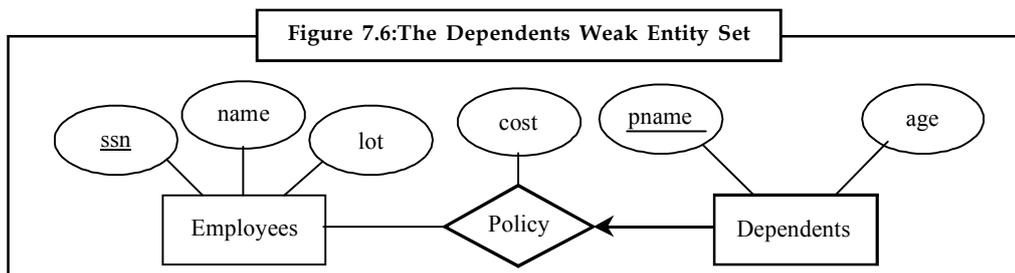 Figure 7.6:The Dependents Weak Entity Set
name
cost
pname
age
ssn
lot
Employees
Policy
Dependents